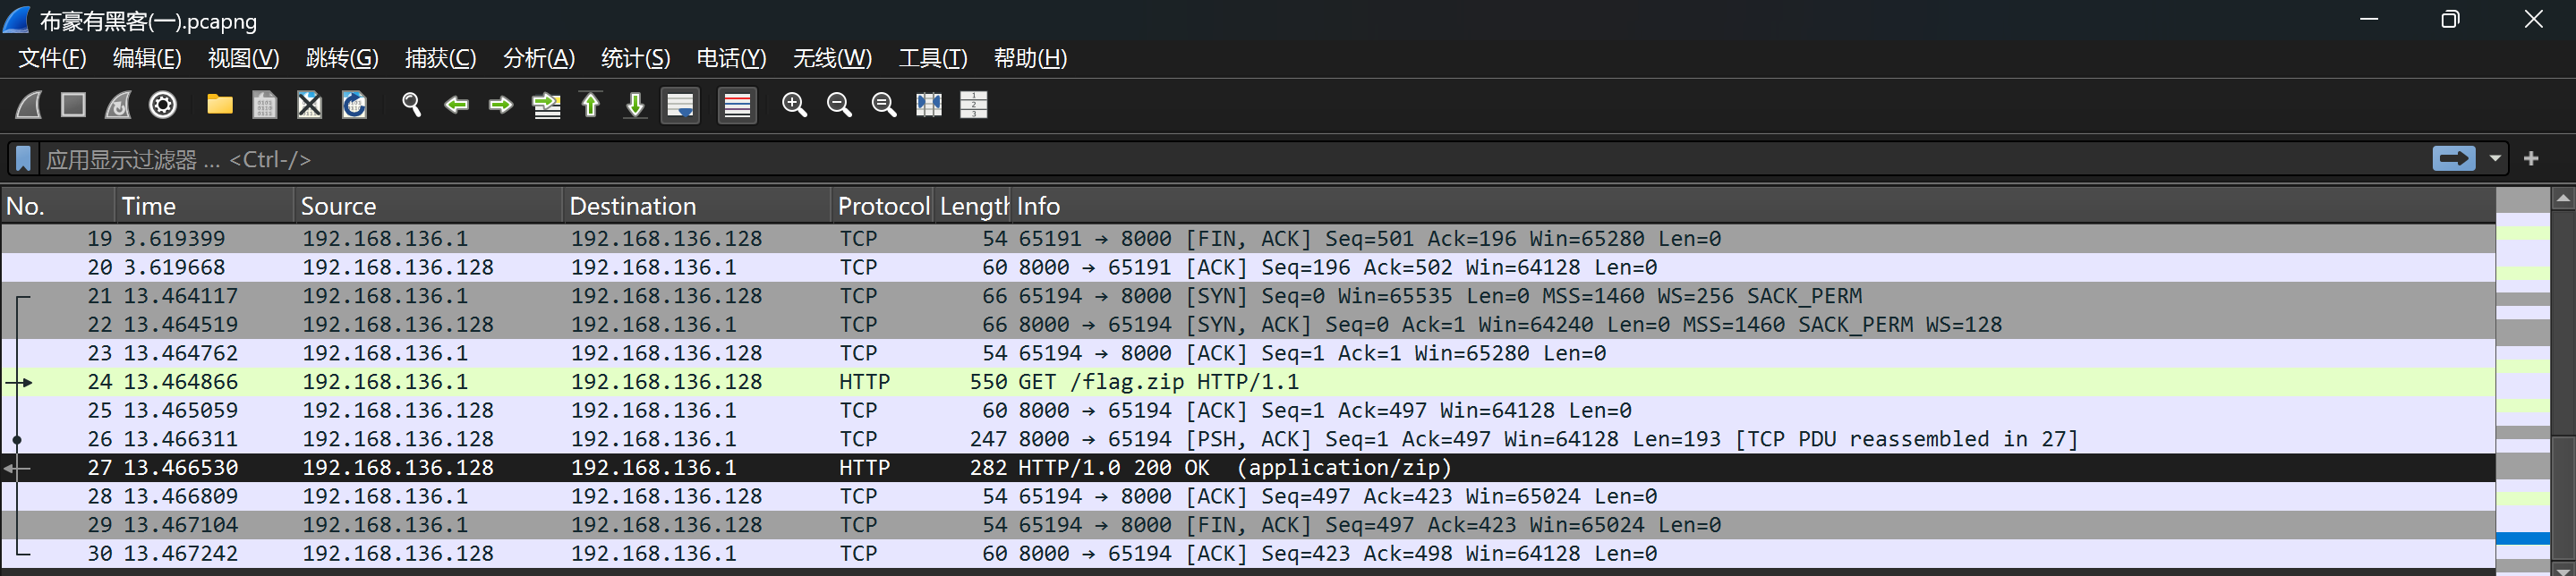 布豪有黑客(一).pcapng
文件(F) 编辑(E) 视图(V) 跳转(G) 捕获(C) 分析(A) 统计(S) 电话(Y) 无线(W) 工具(T) 帮助(H)
应用显示过滤器 ... <Ctrl-/>
No. Time Source Destination Protocol Length Info
19 3.619399 192.168.136.1 192.168.136.128 TCP 54 65191 → 8000 [FIN, ACK] Seq=501 Ack=196 Win=65280 Len=0
20 3.619668 192.168.136.128 192.168.136.1 TCP 60 8000 → 65191 [ACK] Seq=196 Ack=502 Win=64128 Len=0
21 13.464117 192.168.136.1 192.168.136.128 TCP 66 65194 → 8000 [SYN] Seq=0 Win=65535 Len=0 MSS=1460 WS=256 SACK_PERM
22 13.464519 192.168.136.128 192.168.136.1 TCP 66 8000 → 65194 [SYN, ACK] Seq=0 Ack=1 Win=64240 Len=0 MSS=1460 SACK_PERM WS=128
23 13.464762 192.168.136.1 192.168.136.128 TCP 54 65194 → 8000 [ACK] Seq=1 Ack=1 Win=65280 Len=0
24 13.464866 192.168.136.1 192.168.136.128 HTTP 550 GET /flag.zip HTTP/1.1
25 13.465059 192.168.136.128 192.168.136.1 TCP 60 8000 → 65194 [ACK] Seq=1 Ack=497 Win=64128 Len=0
26 13.466311 192.168.136.128 192.168.136.1 TCP 247 8000 → 65194 [PSH, ACK] Seq=1 Ack=497 Win=64128 Len=193 [TCP PDU reassembled in 27]
27 13.466530 192.168.136.128 192.168.136.1 HTTP 282 HTTP/1.0 200 OK (application/zip)
28 13.466809 192.168.136.1 192.168.136.128 TCP 54 65194 → 8000 [ACK] Seq=497 Ack=423 Win=65024 Len=0
29 13.467104 192.168.136.1 192.168.136.128 TCP 54 65194 → 8000 [FIN, ACK] Seq=497 Ack=423 Win=65024 Len=0
30 13.467242 192.168.136.128 192.168.136.1 TCP 60 8000 → 65194 [ACK] Seq=423 Ack=498 Win=64128 Len=0